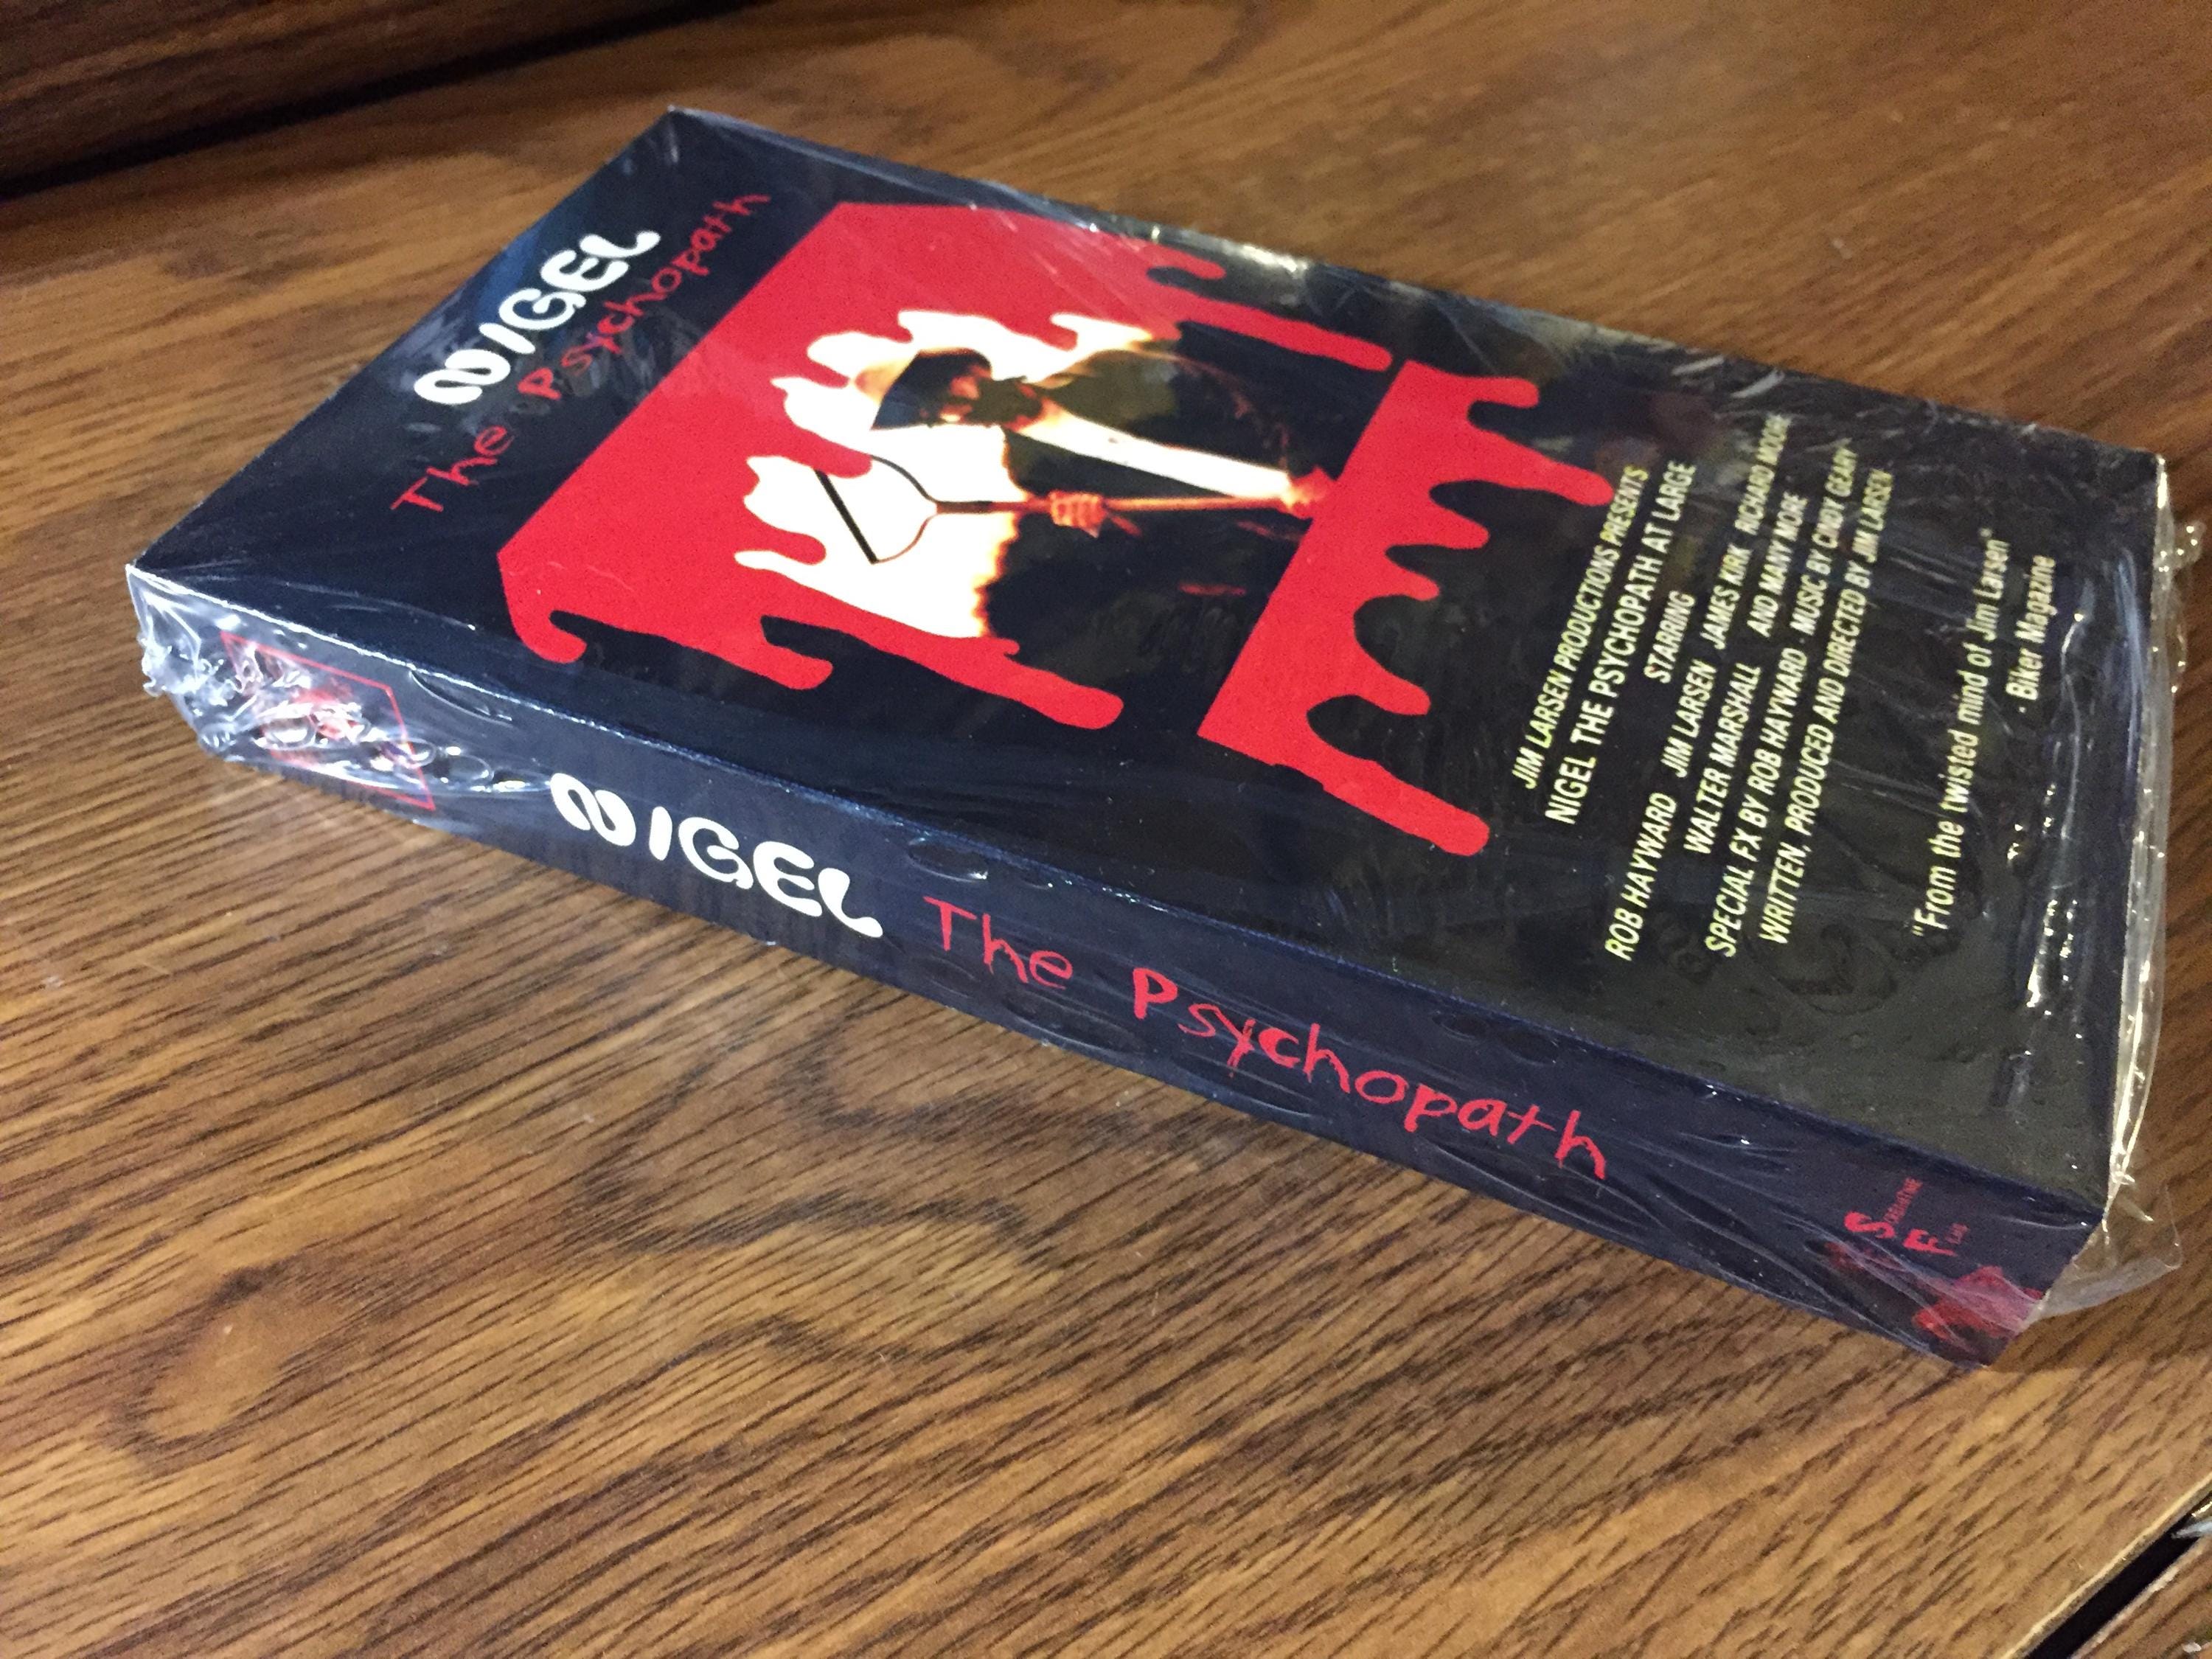 NIGEL
The Psychopath
JIM LARSEN PRODUCTIONS PRESENTS
NIGEL THE PSYCHOPATH AT LARGE
STARRING
ROB HAYWARD JIM LARSEN JAMES KIRK RICHARD MOORE
WALTER MARSHALL AND MANY MORE
SPECIAL FX BY ROB HAYWARD MUSIC BY CINDY GEARY
WRITTEN, PRODUCED AND DIRECTED BY JIM LARSEN
"From the twisted mind of Jim Larsen"
- Biker Magazine
NIGEL The Psychopath
S
F